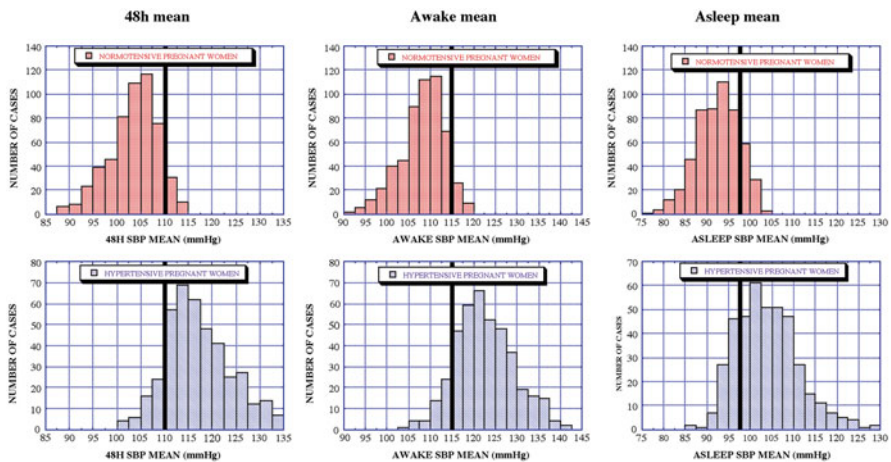 48h mean
Awake mean
Asleep mean
NORMOTENSIVE PREGNANT WOMEN
NUMBER OF CASES
140
120
100
80
60
40
20
0
85 90 95 100 105 110 115 120 125 130 135
48H SBP MEAN (mmHg)
NORMOTENSIVE PREGNANT WOMEN
NUMBER OF CASES
140
120
100
80
60
40
20
0
90 95 100 105 110 115 120 125 130 135 140 145
AWAKE SBP MEAN (mmHg)
NORMOTENSIVE PREGNANT WOMEN
NUMBER OF CASES
140
120
100
80
60
40
20
0
75 80 85 90 95 100 105 110 115 120 125 130
ASLEEP SBP MEAN (mmHg)
HYPERTENSIVE PREGNANT WOMEN
NUMBER OF CASES
80
70
60
50
40
30
20
10
0
85 90 95 100 105 110 115 120 125 130 135
48H SBP MEAN (mmHg)
HYPERTENSIVE PREGNANT WOMEN
NUMBER OF CASES
80
70
60
50
40
30
20
10
0
90 95 100 105 110 115 120 125 130 135 140 145
AWAKE SBP MEAN (mmHg)
HYPERTENSIVE PREGNANT WOMEN
NUMBER OF CASES
70
60
50
40
30
20
10
0
75 80 85 90 95 100 105 110 115 120 125 130
ASLEEP SBP MEAN (mmHg)